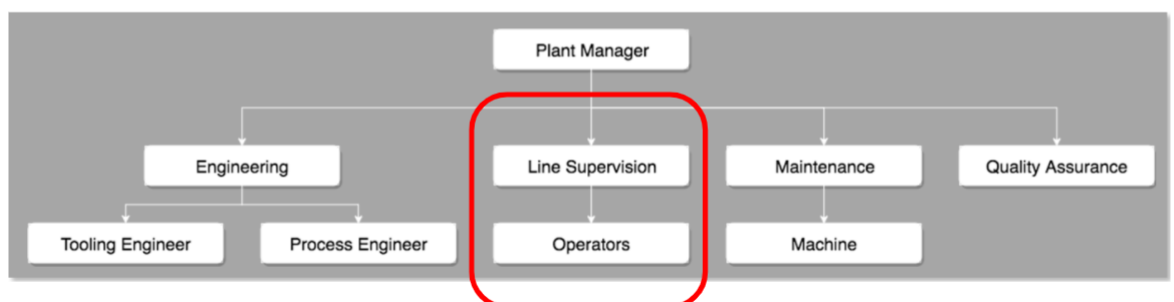 Plant Manager
Engineering
Line Supervision
Maintenance
Quality Assurance
Tooling Engineer
Process Engineer
Operators
Machine